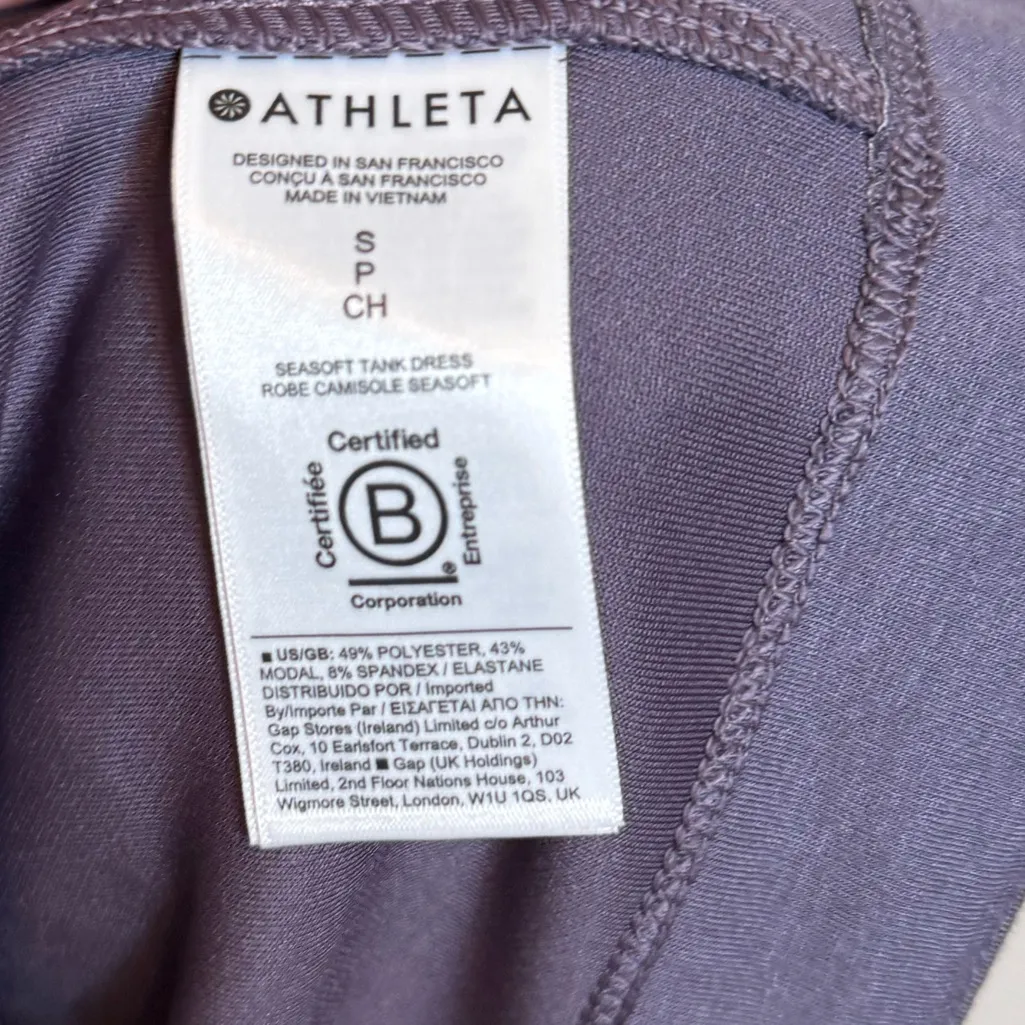 ATHLETA
DESIGNED IN SAN FRANCISCO
CONÇU À SAN FRANCISCO
MADE IN VIETNAM
S
P
CH
SEASOFT TANK DRESS
ROBE CAMISOLE SEASOFT
Certified
Certifiée
B
Entreprise
®
Corporation
■ US/GB: 49% POLYESTER, 43%
MODAL, 8% SPANDEX / ELASTANE
DISTRIBUIDO POR / Imported
By/Importe Par / ΕΙΣΑΓΕΤΑΙ ΑΠΟ ΤΗΝ:
Gap Stores (Ireland) Limited c/o Arthur
Cox, 10 Earlsfort Terrace, Dublin 2, D02
T380, Ireland ■ Gap (UK Holdings)
Limited, 2nd Floor Nations House, 103
Wigmore Street, London, W1U 1QS, UK